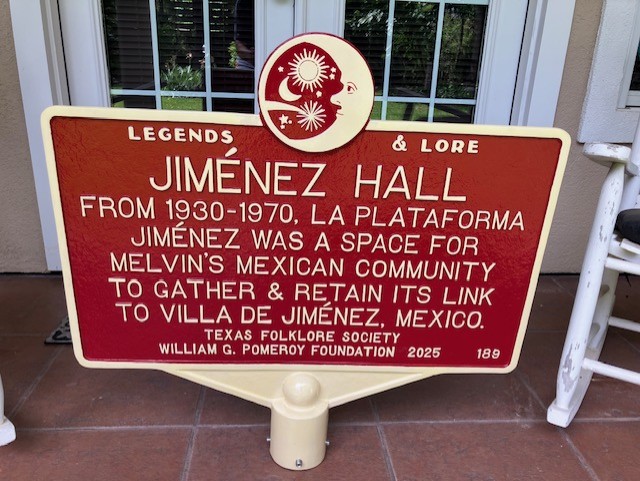 LEGENDS & LORE
JIMÉNEZ HALL
FROM 1930-1970, LA PLATAFORMA
JIMÉNEZ WAS A SPACE FOR
MELVIN'S MEXICAN COMMUNITY
TO GATHER & RETAIN ITS LINK
TO VILLA DE JIMÉNEZ, MEXICO.
TEXAS FOLKLORE SOCIETY
WILLIAM G. POMEROY FOUNDATION 2025 189